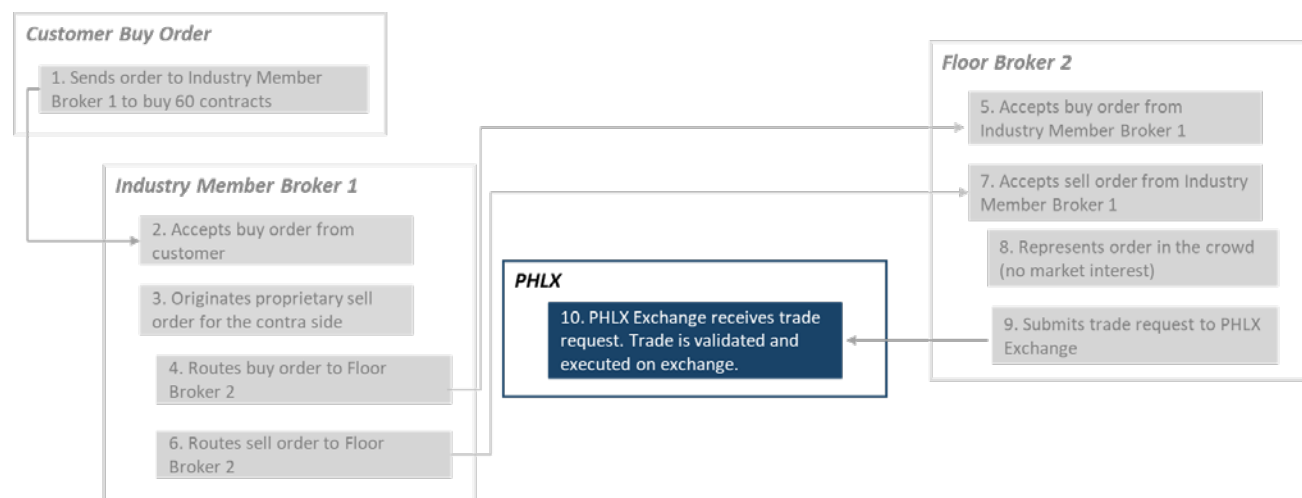 Customer Buy Order
1. Sends order to Industry Member
Broker 1 to buy 60 contracts
Industry Member Broker 1
2. Accepts buy order from
customer
3. Originates proprietary sell
order for the contra side
4. Routes buy order to Floor
Broker 2
6. Routes sell order to Floor
Broker 2
PHLX
10. PHLX Exchange receives trade
request. Trade is validated and
executed on exchange.
Floor Broker 2
5. Accepts buy order from
Industry Member Broker 1
7. Accepts sell order from Industry
Member Broker 1
8. Represents order in the crowd
(no market interest)
9. Submits trade request to PHLX
Exchange